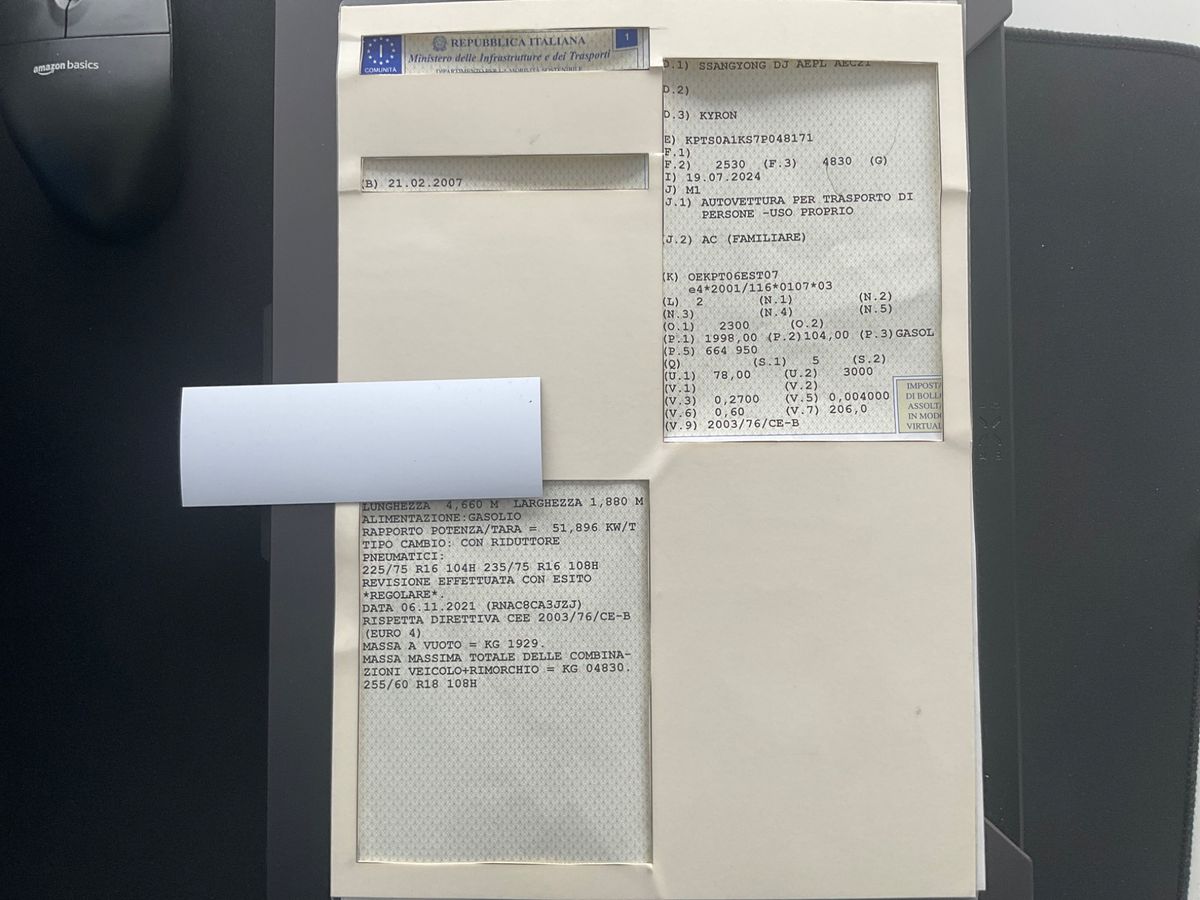 amazon basics
COMUNITÀ
REPUBBLICA ITALIANA
1
Ministero delle Infrastrutture e dei Trasporti
DIPARTIMENTO PER LA MOBILITÀ SOSTENIBILE
(B) 21.02.2007
D.1) SSANGYONG DJ AEPL AEC21
D.2)
D.3) KYRON
E) KPTS0A1KS7P048171
F.1)
F.2) 2530 (F.3) 4830 (G)
I) 19.07.2024
J) M1
J.1) AUTOVETTURA PER TRASPORTO DI
PERSONE -USO PROPRIO
(J.2) AC (FAMILIARE)
(K) OEKPT06EST07
e4*2001/116*0107*03
(L) 2 (N.1) (N.2)
(N.3) (N.4) (N.5)
(O.1) 2300 (O.2)
(P.1) 1998,00 (P.2)104,00 (P.3)GASOL
(P.5) 664 950
(Q) (S.1) 5 (S.2)
(U.1) 78,00 (U.2) 3000
(V.1) (V.2)
(V.3) 0,2700 (V.5) 0,004000
(V.6) 0,60 (V.7) 206,0
(V.9) 2003/76/CE-B
IMPOSTA
DI BOLLO
ASSOLTA
IN MODO
VIRTUAL
LUNGHEZZA 4,660 M LARGHEZZA 1,880 M
ALIMENTAZIONE:GASOLIO
RAPPORTO POTENZA/TARA = 51,896 KW/T
TIPO CAMBIO: CON RIDUTTORE
PNEUMATICI:
225/75 R16 104H 235/75 R16 108H
REVISIONE EFFETTUATA CON ESITO
*REGOLARE*.
DATA 06.11.2021 (RNAC8CA3JZJ)
RISPETTA DIRETTIVA CEE 2003/76/CE-B
(EURO 4)
MASSA A VUOTO = KG 1929.
MASSA MASSIMA TOTALE DELLE COMBINA-
ZIONI VEICOLO+RIMORCHIO = KG 04830.
255/60 R18 108H